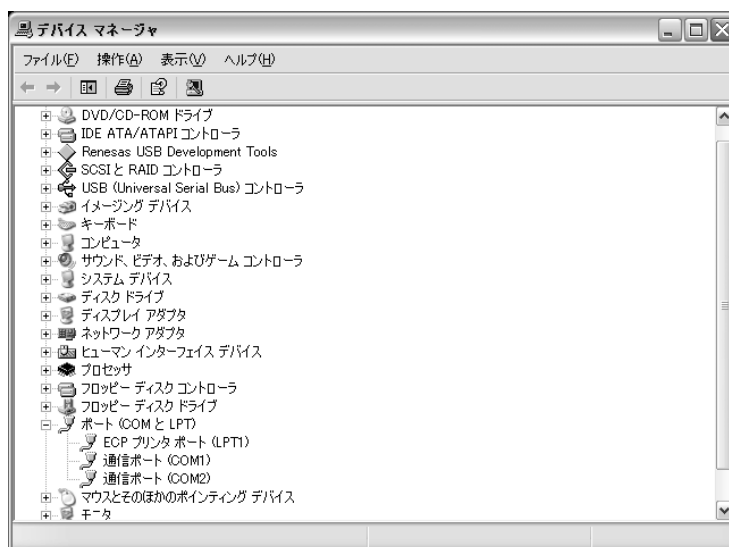 デバイス マネージャ
ファイル(F) 操作(A) 表示(V) ヘルプ(H)
DVD/CD-ROM ドライブ
IDE ATA/ATAPI コントローラ
Renesas USB Development Tools
SCSI と RAID コントローラ
USB (Universal Serial Bus) コントローラ
イメージング デバイス
キーボード
コンピュータ
サウンド、ビデオ、およびゲーム コントローラ
システム デバイス
ディスク ドライブ
ディスプレイ アダプタ
ネットワーク アダプタ
ヒューマン インターフェイス デバイス
プロセッサ
フロッピー ディスク コントローラ
フロッピー ディスク ドライブ
ポート (COM と LPT)
ECP プリンタ ポート (LPT1)
通信ポート (COM1)
通信ポート (COM2)
マウスとそのほかのポインティング デバイス
モニタ